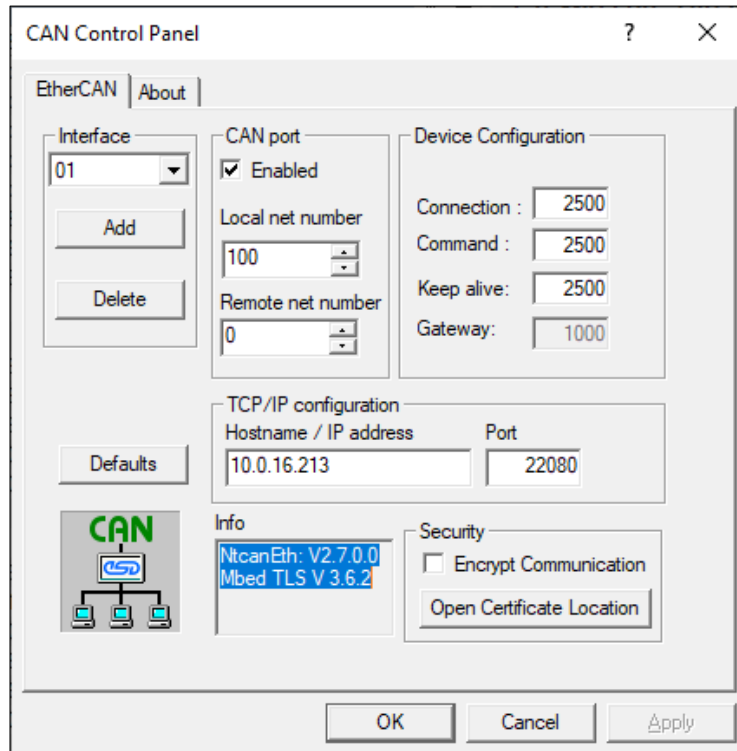 CAN Control Panel
?
EtherCAN
About
Interface
01
Add
Delete
CAN port
Enabled
Local net number
100
Remote net number
0
Device Configuration
Connection : 2500
Command : 2500
Keep alive: 2500
Gateway: 1000
Defaults
TCP/IP configuration
Hostname / IP address
10.0.16.213
Port
22080
CAN
esd
Info
NtcanEth: V2.7.0.0
Mbed TLS V 3.6.2
Security
Encrypt Communication
Open Certificate Location
OK
Cancel
Apply